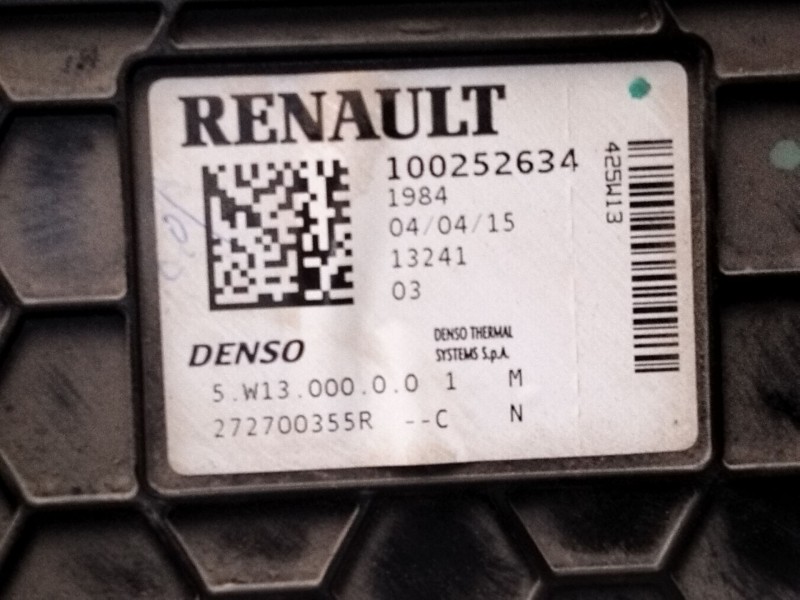 RENAULT
100252634
1984
04/04/15
13241
03
425W13
DENSO
DENSO THERMAL
SYSTEMS S.p.A.
5.W13.000.0.0 1 M
272700355R --C N